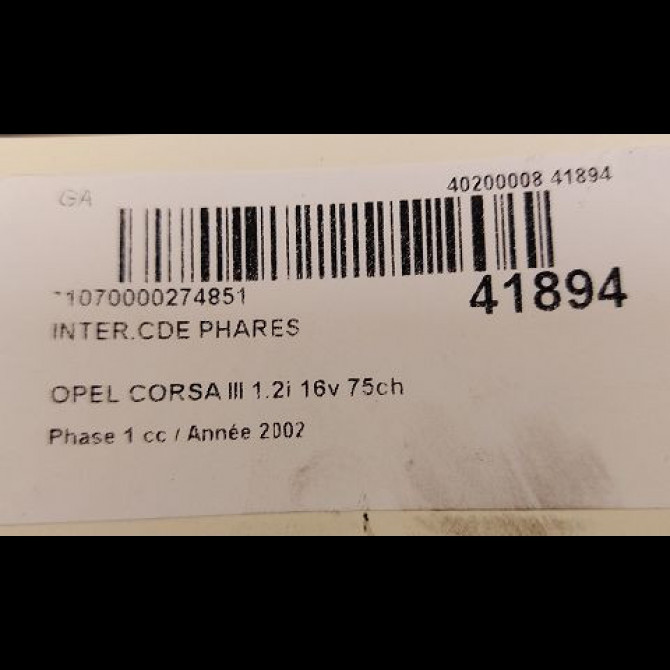 GA
40200008 41894
1070000274851
41894
INTER.CDE PHARES
OPEL CORSA III 1.2i 16v 75ch
Phase 1 cc / Année 2002